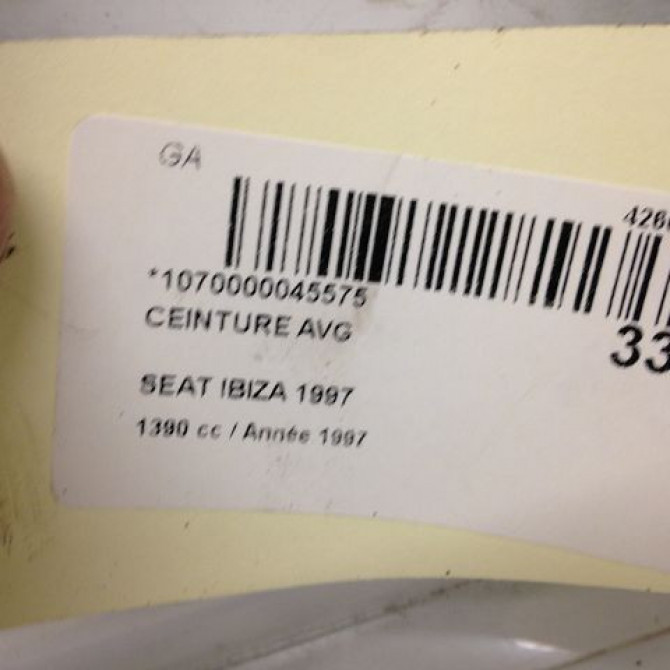 GA
*1070000045575
CEINTURE AVG
SEAT IBIZA 1997
1390 cc / Année 1997